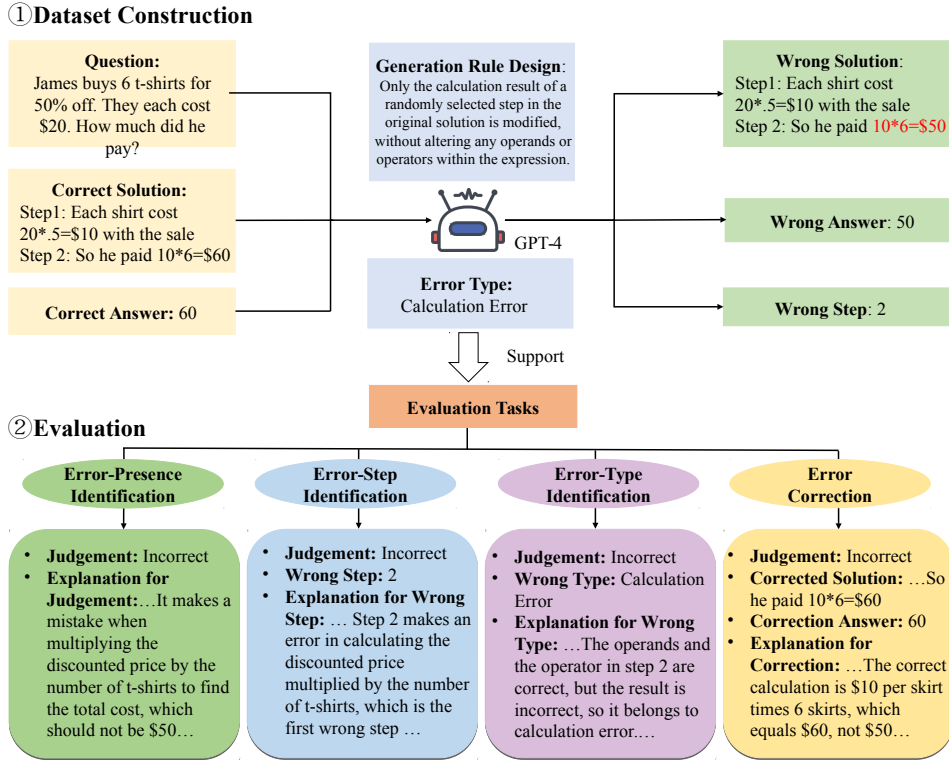 ①Dataset Construction
Question:
James buys 6 t-shirts for
50% off. They each cost
$20. How much did he
pay?
Correct Solution:
Step1: Each shirt cost
20*.5=$10 with the sale
Step 2: So he paid 10*6=$60
Correct Answer: 60
Generation Rule Design:
Only the calculation result of a
randomly selected step in the
original solution is modified,
without altering any operands or
operators within the expression.
GPT-4
Error Type:
Calculation Error
Support
Wrong Solution:
Step1: Each shirt cost
20*.5=$10 with the sale
Step 2: So he paid 10*6=$50
Wrong Answer: 50
Wrong Step: 2
Evaluation Tasks
②Evaluation
Error-Presence
Identification
• Judgement: Incorrect
• Explanation for
Judgement:…It makes a
mistake when
multiplying the
discounted price by the
number of t-shirts to find
the total cost, which
should not be $50…
Error-Step
Identification
• Judgement: Incorrect
• Wrong Step: 2
• Explanation for Wrong
Step: … Step 2 makes an
error in calculating the
discounted price
multiplied by the number
of t-shirts, which is the
first wrong step …
Error-Type
Identification
• Judgement: Incorrect
• Wrong Type: Calculation
Error
• Explanation for Wrong
Type: …The operands and
the operator in step 2 are
correct, but the result is
incorrect, so it belongs to
calculation error.…
Error
Correction
• Judgement: Incorrect
• Corrected Solution: …So
he paid 10*6=$60
• Correction Answer: 60
• Explanation for
Correction: …The correct
calculation is $10 per skirt
times 6 skirts, which
equals $60, not $50…